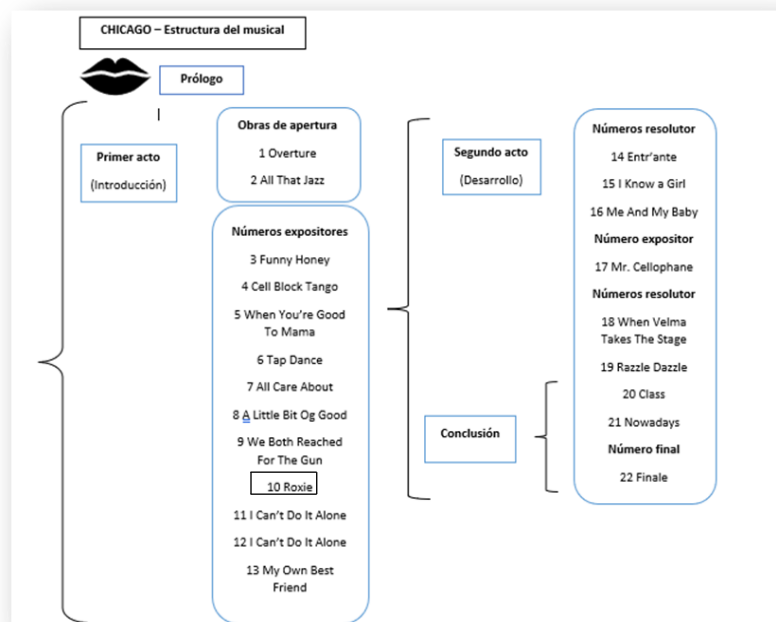 CHICAGO – Estructura del musical
Prólogo
Primer acto
(Introducción)
Obras de apertura
1 Overture
2 All That Jazz
Números expositores
3 Funny Honey
4 Cell Block Tango
5 When You're Good
To Mama
6 Tap Dance
7 All Care About
8 A Little Bit Og Good
9 We Both Reached
For The Gun
10 Roxie
11 I Can't Do It Alone
12 I Can't Do It Alone
13 My Own Best
Friend
Segundo acto
(Desarrollo)
Conclusión
Números resolutor
14 Entr'ante
15 I Know a Girl
16 Me And My Baby
Número expositor
17 Mr. Cellophane
Números resolutor
18 When Velma
Takes The Stage
19 Razzle Dazzle
20 Class
21 Nowadays
Número final
22 Finale